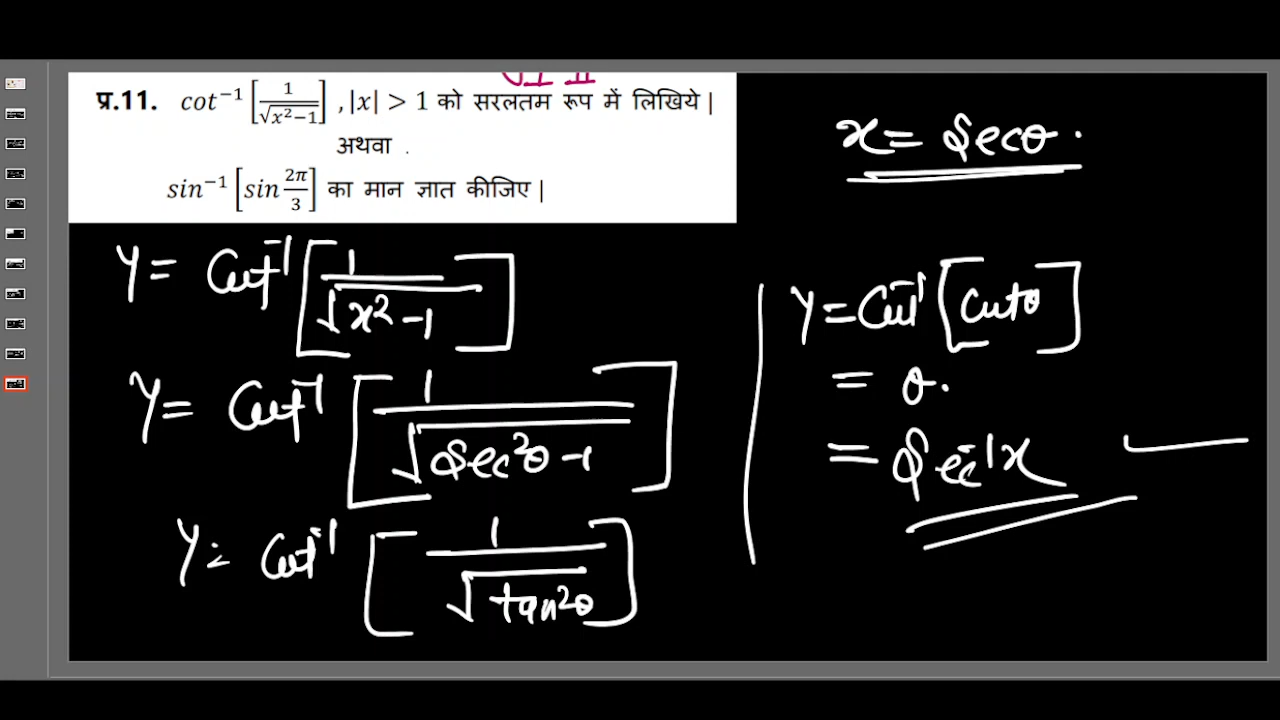 प्र.11. cot⁻¹ [1/√(x²−1)] , |x| > 1 को सरलतम रूप में लिखिये |
अथवा .
sin⁻¹ [sin 2π/3] का मान ज्ञात कीजिए |
x = Secθ .
Y = Cot⁻¹ [1/√(x²−1)]
Y = Cot⁻¹ [1/√(Sec²θ−1)]
Y = Cot⁻¹ [1/√(tan²θ)]
Y = Cot⁻¹ [Cotθ]
= θ.
= Sec⁻¹x